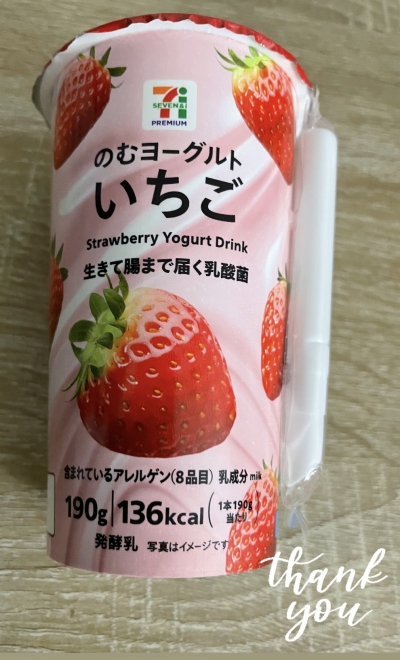 SEVEN&i
PREMIUM
のむヨーグルト
いちご
Strawberry Yogurt Drink
生きて腸まで届く乳酸菌
含まれているアレルゲン(8品目) 乳成分 milk
190g 136kcal (1本190g
当たり)
発酵乳 写真はイメージです
thank
you